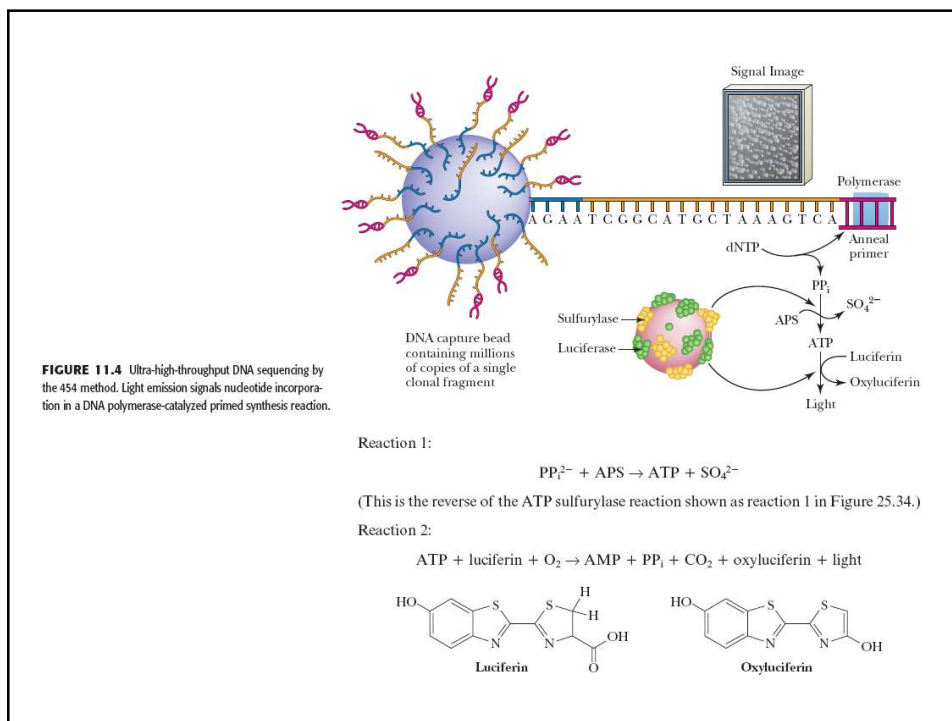 Signal Image
Polymerase
A G A A T C G G C A T G C T A A A G T C A
Anneal
primer
dNTP
PPᵢ
SO₄²⁻
APS
Sulfurylase
Luciferase
ATP
Luciferin
Oxyluciferin
Light
DNA capture bead
containing millions
of copies of a single
clonal fragment
FIGURE 11.4 Ultra-high-throughput DNA sequencing by
the 454 method. Light emission signals nucleotide incorpora-
tion in a DNA polymerase-catalyzed primed synthesis reaction.
Reaction 1:
PPᵢ²⁻ + APS → ATP + SO₄²⁻
(This is the reverse of the ATP sulfurylase reaction shown as reaction 1 in Figure 25.34.)
Reaction 2:
ATP + luciferin + O₂ → AMP + PPᵢ + CO₂ + oxyluciferin + light
HO S N S N H H OH O
Luciferin
HO S N S N OH
Oxyluciferin